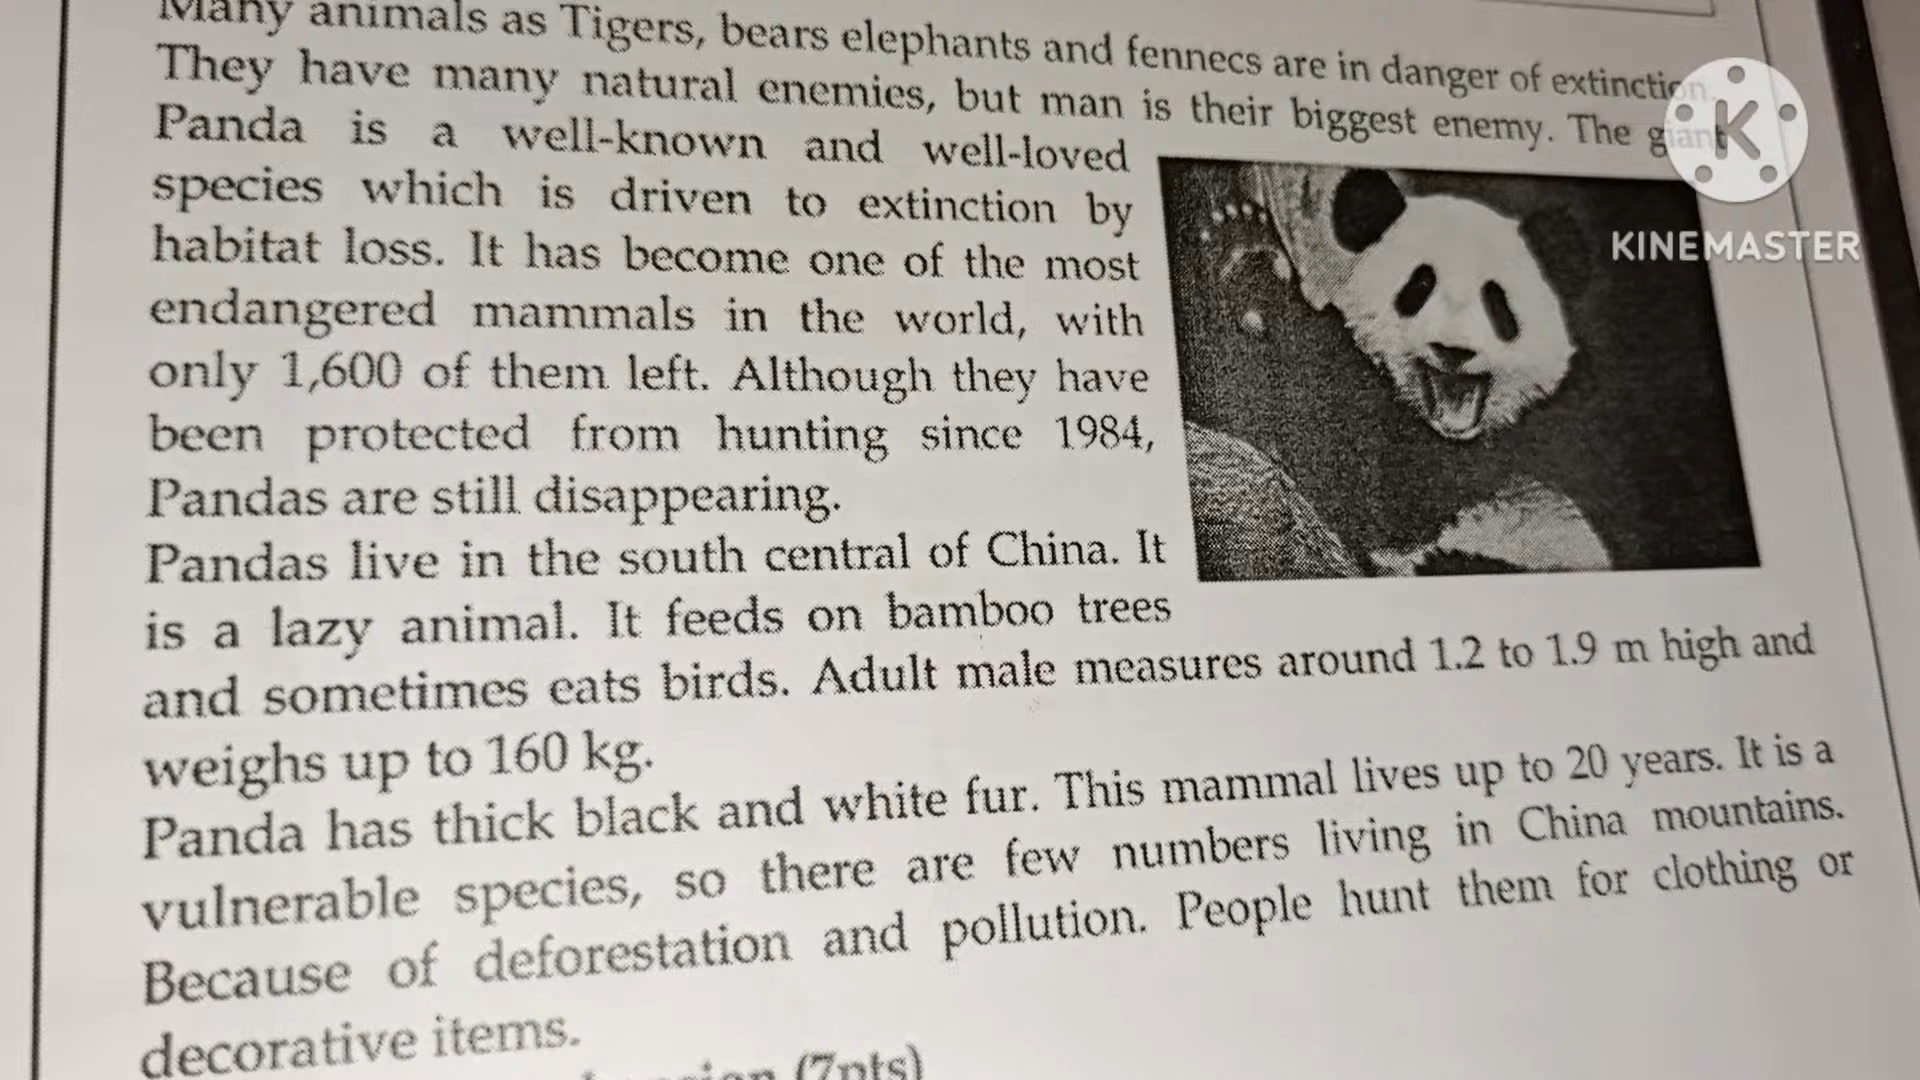 Many animals as Tigers, bears elephants and fennecs are in danger of extinction.
They have many natural enemies, but man is their biggest enemy. The giant
Panda is a well-known and well-loved
species which is driven to extinction by
habitat loss. It has become one of the most
endangered mammals in the world, with
only 1,600 of them left. Although they have
been protected from hunting since 1984,
Pandas are still disappearing.
Pandas live in the south central of China. It
is a lazy animal. It feeds on bamboo trees
and sometimes eats birds. Adult male measures around 1.2 to 1.9 m high and
weighs up to 160 kg.
Panda has thick black and white fur. This mammal lives up to 20 years. It is a
vulnerable species, so there are few numbers living in China mountains.
Because of deforestation and pollution. People hunt them for clothing or
decorative items.
(7pts)
K
KINEMASTER